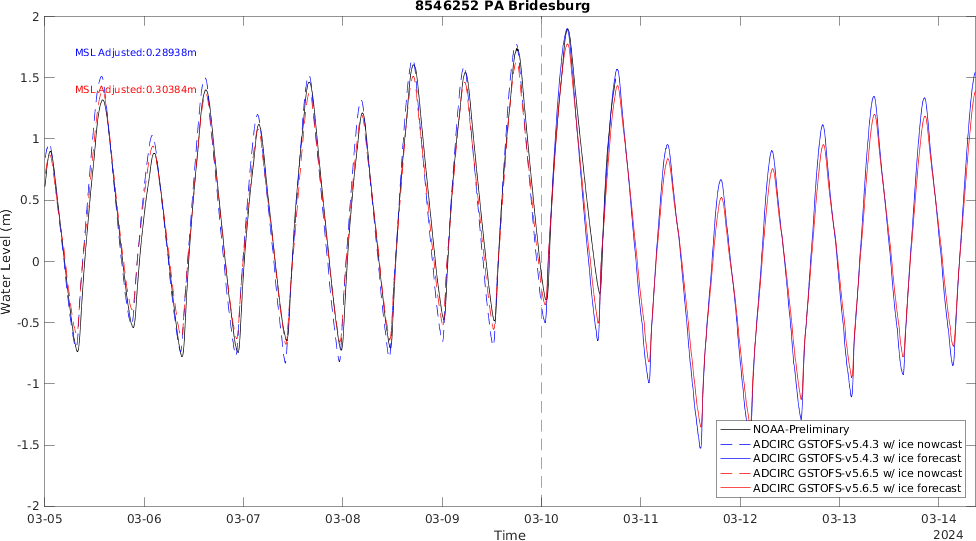 8546252 PA Bridesburg
MSL Adjusted:0.28938m
MSL Adjusted:0.30384m
Water Level (m)
2
1.5
1
0.5
0
-0.5
-1
-1.5
-2
NOAA-Preliminary
ADCIRC GSTOFS-v5.4.3 w/ ice nowcast
ADCIRC GSTOFS-v5.4.3 w/ ice forecast
ADCIRC GSTOFS-v5.6.5 w/ ice nowcast
ADCIRC GSTOFS-v5.6.5 w/ ice forecast
03-05 03-06 03-07 03-08 03-09 03-10 03-11 03-12 03-13 03-14
Time
2024